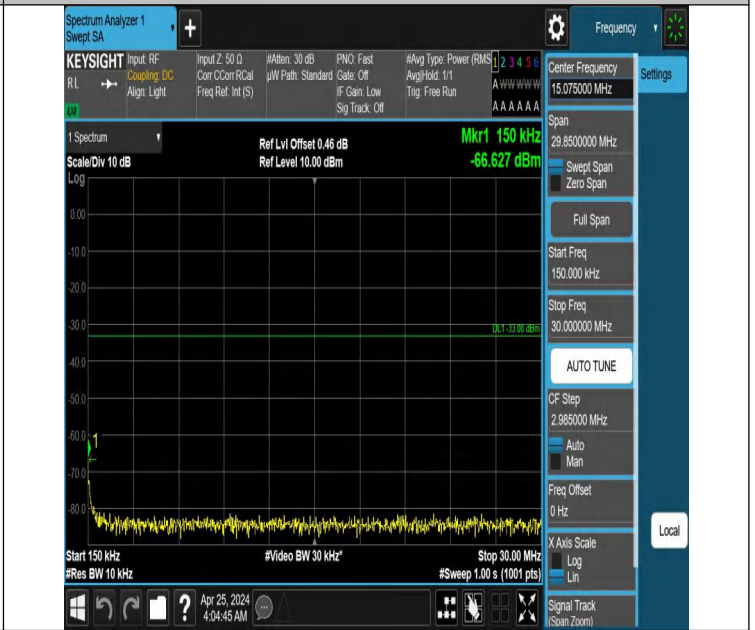 Spectrum Analyzer 1
Swept SA
+
Frequency
KEYSIGHT
RL
LXI
Input: RF
Coupling: DC
Align: Light
Input Z: 50 Ω
Corr CCorr RCal
Freq Ref: Int (S)
#Atten: 30 dB
µW Path: Standard
PNO: Fast
Gate: Off
IF Gain: Low
Sig Track: Off
#Avg Type: Power (RMS
Avg|Hold: 1/1
Trig: Free Run
1 2 3 4 5 6
A W W W W W
A A A A A A
1 Spectrum
Scale/Div 10 dB
Ref Lvl Offset 0.46 dB
Ref Level 10.00 dBm
Mkr1 150 kHz
-66.627 dBm
Log
0.00
-10.0
-20.0
-30.0
DL1 -33.00 dBm
-40.0
-50.0
-60.0
1
-70.0
-80.0
Start 150 kHz
#Res BW 10 kHz
#Video BW 30 kHz*
Stop 30.00 MHz
#Sweep 1.00 s (1001 pts)
Center Frequency
15.075000 MHz
Settings
Span
29.8500000 MHz
Swept Span
Zero Span
Full Span
Start Freq
150.000 kHz
Stop Freq
30.000000 MHz
AUTO TUNE
CF Step
2.985000 MHz
Auto
Man
Freq Offset
0 Hz
X Axis Scale
Log
Lin
Local
Signal Track
(Span Zoom)
?
Apr 25, 2024
4:04:45 AM